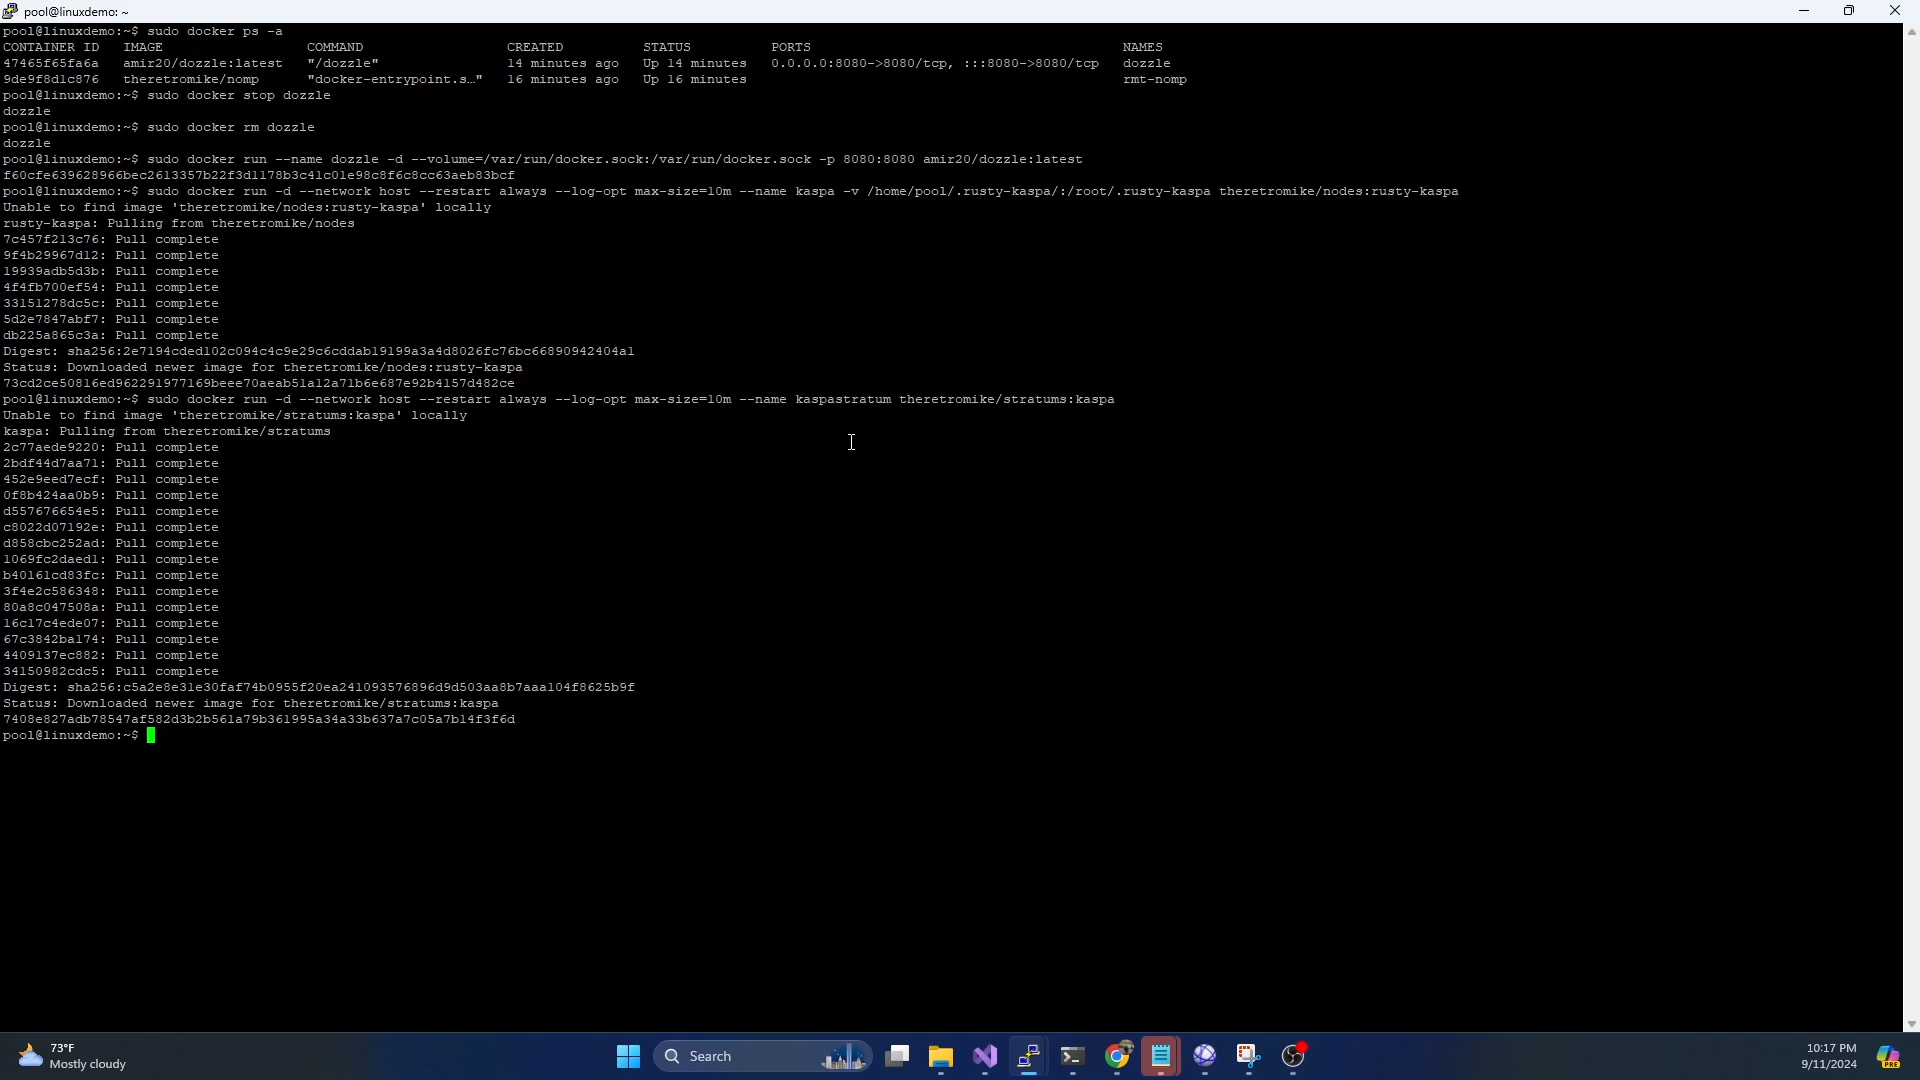 pool@linuxdemo: ~
pool@linuxdemo:~$ sudo docker ps -a
CONTAINER ID   IMAGE                   COMMAND                  CREATED          STATUS          PORTS                                       NAMES
47465f65fa6a   amir20/dozzle:latest    "/dozzle"                14 minutes ago   Up 14 minutes   0.0.0.0:8080->8080/tcp, :::8080->8080/tcp   dozzle
9de9f8d1c876   theretromike/nomp       "docker-entrypoint.s…"   16 minutes ago   Up 16 minutes                                               rmt-nomp
pool@linuxdemo:~$ sudo docker stop dozzle
dozzle
pool@linuxdemo:~$ sudo docker rm dozzle
dozzle
pool@linuxdemo:~$ sudo docker run --name dozzle -d --volume=/var/run/docker.sock:/var/run/docker.sock -p 8080:8080 amir20/dozzle:latest
f60cfe639628966bec2613357b22f3d1178b3c41c01e98c8f6c8cc63aeb83bcf
pool@linuxdemo:~$ sudo docker run -d --network host --restart always --log-opt max-size=10m --name kaspa -v /home/pool/.rusty-kaspa/:/root/.rusty-kaspa theretromike/nodes:rusty-kaspa
Unable to find image 'theretromike/nodes:rusty-kaspa' locally
rusty-kaspa: Pulling from theretromike/nodes
7c457f213c76: Pull complete
9f4b29967d12: Pull complete
19939adb5d3b: Pull complete
4f4fb700ef54: Pull complete
33151278dc5c: Pull complete
5d2e7847abf7: Pull complete
db225a865c3a: Pull complete
Digest: sha256:2e7194cded102c094c4c9e29c6cddab19199a3a4d8026fc76bc66890942404a1
Status: Downloaded newer image for theretromike/nodes:rusty-kaspa
73cd2ce50816ed962291977169beee70aeab51a12a71b6e687e92b4157d482ce
pool@linuxdemo:~$ sudo docker run -d --network host --restart always --log-opt max-size=10m --name kaspastratum theretromike/stratums:kaspa
Unable to find image 'theretromike/stratums:kaspa' locally
kaspa: Pulling from theretromike/stratums
2c77aede9220: Pull complete
2bdf44d7aa71: Pull complete
452e9eed7ecf: Pull complete
0f8b424aa0b9: Pull complete
d557676654e5: Pull complete
c8022d07192e: Pull complete
d858cbc252ad: Pull complete
1069fc2daed1: Pull complete
b40161cd83fc: Pull complete
3f4e2c586348: Pull complete
80a8c047508a: Pull complete
16c17c4ede07: Pull complete
67c3842ba174: Pull complete
4409137ec882: Pull complete
34150982cdc5: Pull complete
Digest: sha256:c5a2e8e31e30faf74b0955f20ea241093576896d9d503aa8b7aaa104f8625b9f
Status: Downloaded newer image for theretromike/stratums:kaspa
7408e827adb78547af582d3b2b561a79b361995a34a33b637a7c05a7b14f3f6d
pool@linuxdemo:~$
73°F
Mostly cloudy
Search
10:17 PM
9/11/2024
PRE